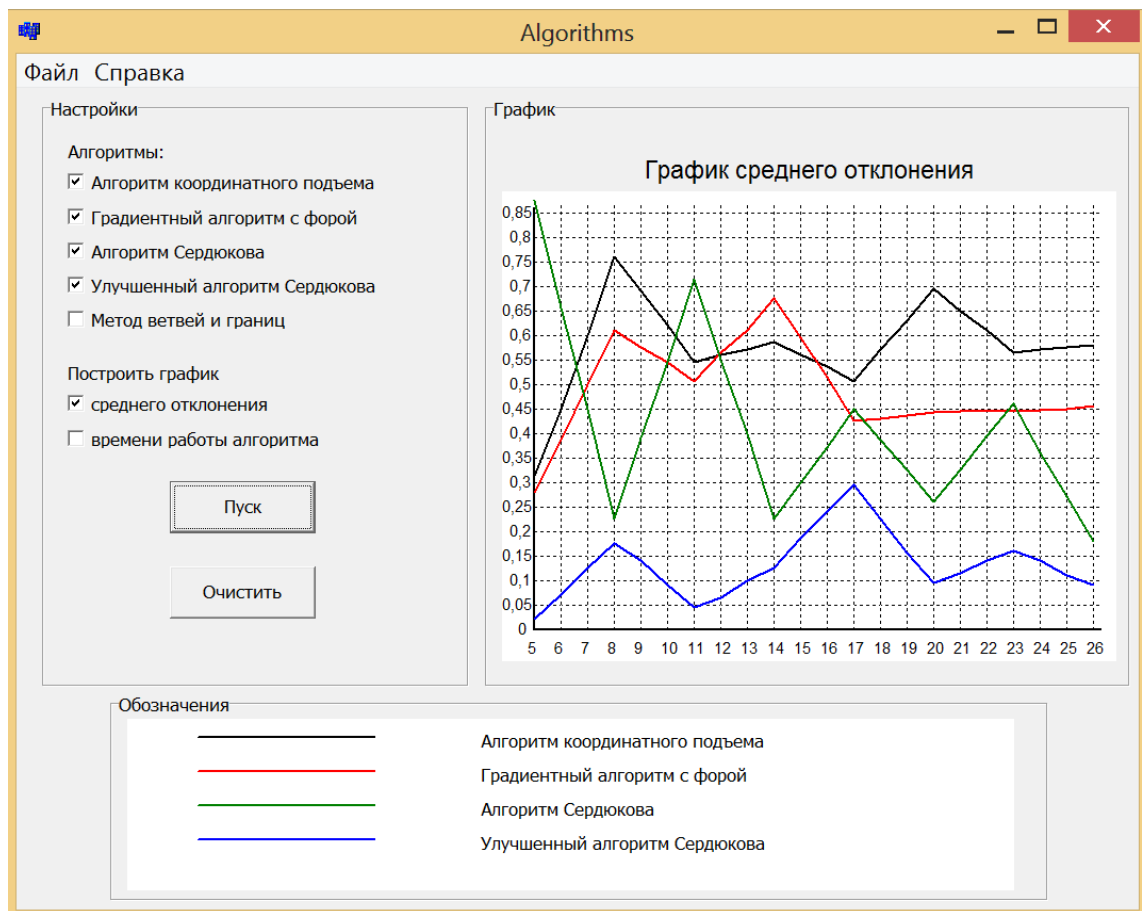 Algorithms
Файл Справка
Настройки
Алгоритмы:
Алгоритм координатного подъема
Градиентный алгоритм с форой
Алгоритм Сердюкова
Улучшенный алгоритм Сердюкова
Метод ветвей и границ
Построить график
среднего отклонения
времени работы алгоритма
Пуск
Очистить
График
График среднего отклонения
0,85
0,8
0,75
0,7
0,65
0,6
0,55
0,5
0,45
0,4
0,35
0,3
0,25
0,2
0,15
0,1
0,05
0
5 6 7 8 9 10 11 12 13 14 15 16 17 18 19 20 21 22 23 24 25 26
Обозначения
Алгоритм координатного подъема
Градиентный алгоритм с форой
Алгоритм Сердюкова
Улучшенный алгоритм Сердюкова